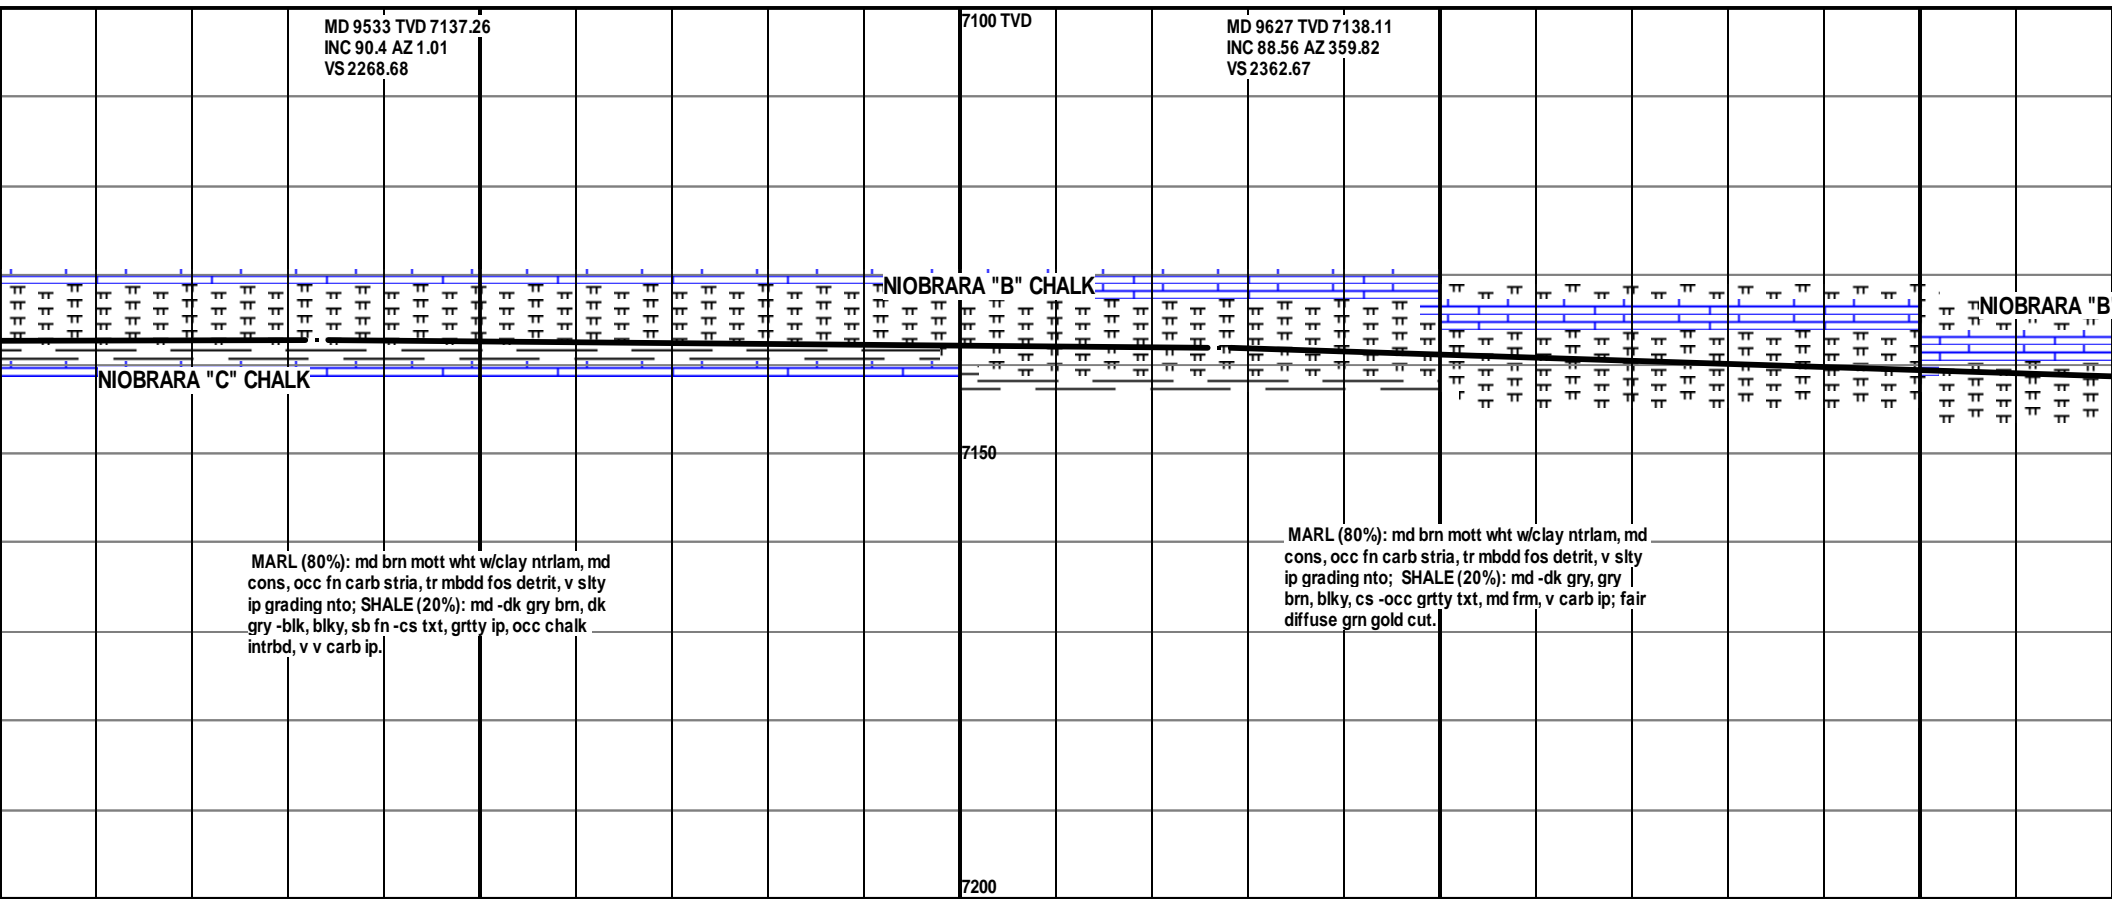 MD 9533 TVD 7137.26
INC 90.4 AZ 1.01
VS 2268.68
7100 TVD
MD 9627 TVD 7138.11
INC 88.56 AZ 359.82
VS 2362.67
NIOBRARA "B" CHALK
NIOBRARA "B
NIOBRARA "C" CHALK
7150
MARL (80%): md brn mott wht w/clay ntrlam, md
cons, occ fn carb stria, tr mbdd fos detrit, v slty
ip grading nto; SHALE (20%): md -dk gry brn, dk
gry -blk, blky, sb fn -cs txt, grtty ip, occ chalk
intrbd, v v carb ip.
MARL (80%): md brn mott wht w/clay ntrlam, md
cons, occ fn carb stria, tr mbdd fos detrit, v slty
ip grading nto; SHALE (20%): md -dk gry, gry
brn, blky, cs -occ grtty txt, md frm, v carb ip; fair
diffuse grn gold cut.
7200